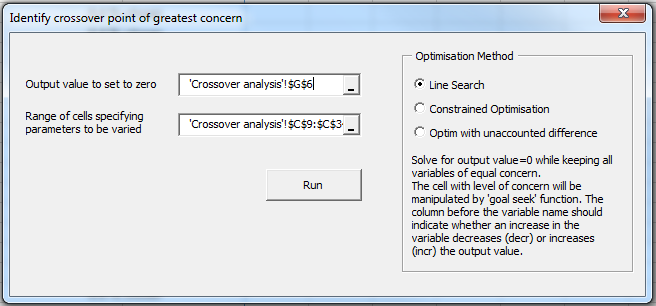 Identify crossover point of greatest concern
Output value to set to zero
'Crossover analysis'!$G$6
Range of cells specifying
parameters to be varied
'Crossover analysis'!$C$9:$C$3
Run
Optimisation Method
Line Search
Constrained Optimisation
Optim with unaccounted difference
Solve for output value=0 while keeping all
variables of equal concern.
The cell with level of concern will be
manipulated by 'goal seek' function. The
column before the variable name should
indicate whether an increase in the
variable decreases (decr) or increases
(incr) the output value.